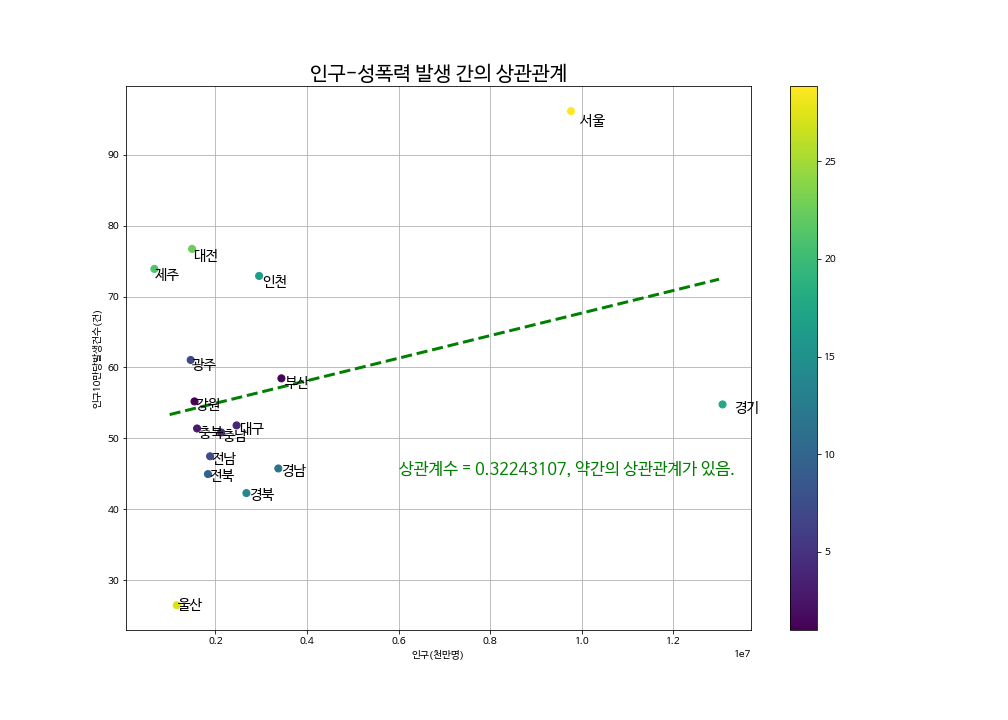 인구-성폭력 발생 간의 상관관계
서울
90
25
80
대전
제주
인천
20
70
인구10만당발생건수(건)
광주
60
부산
15
강원
경기
충북
충남
대구
50
전남
상관계수 = 0.32243107, 약간의 상관관계가 있음.
전북
경남
10
경북
40
5
30
울산
0.2
0.4
0.6
0.8
1.0
1.2
인구(천만명)
1e7